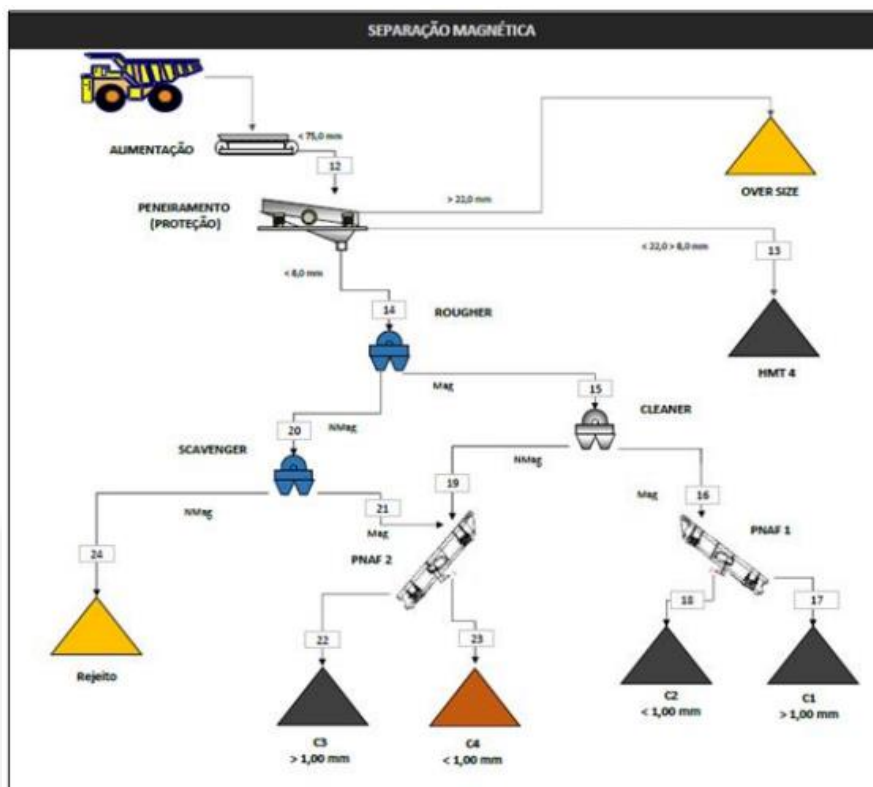 SEPARAÇÃO MAGNÉTICA
< 75,0 mm
ALIMENTAÇÃO
12
OVER SIZE
PENEIRAMENTO
(PROTEÇÃO)
> 22,0 mm
< 22,0 > 6,0 mm
13
< 6,0 mm
14
ROUGHER
HMT 4
Mag
15
CLEANER
NMag
20
SCAVENGER
NMag
19
Mag
16
NMag
21
Mag
PNAF 1
24
PNAF 2
18
17
22
23
Rejeito
C2
< 1,00 mm
C1
> 1,00 mm
C3
> 1,00 mm
C4
< 1,00 mm